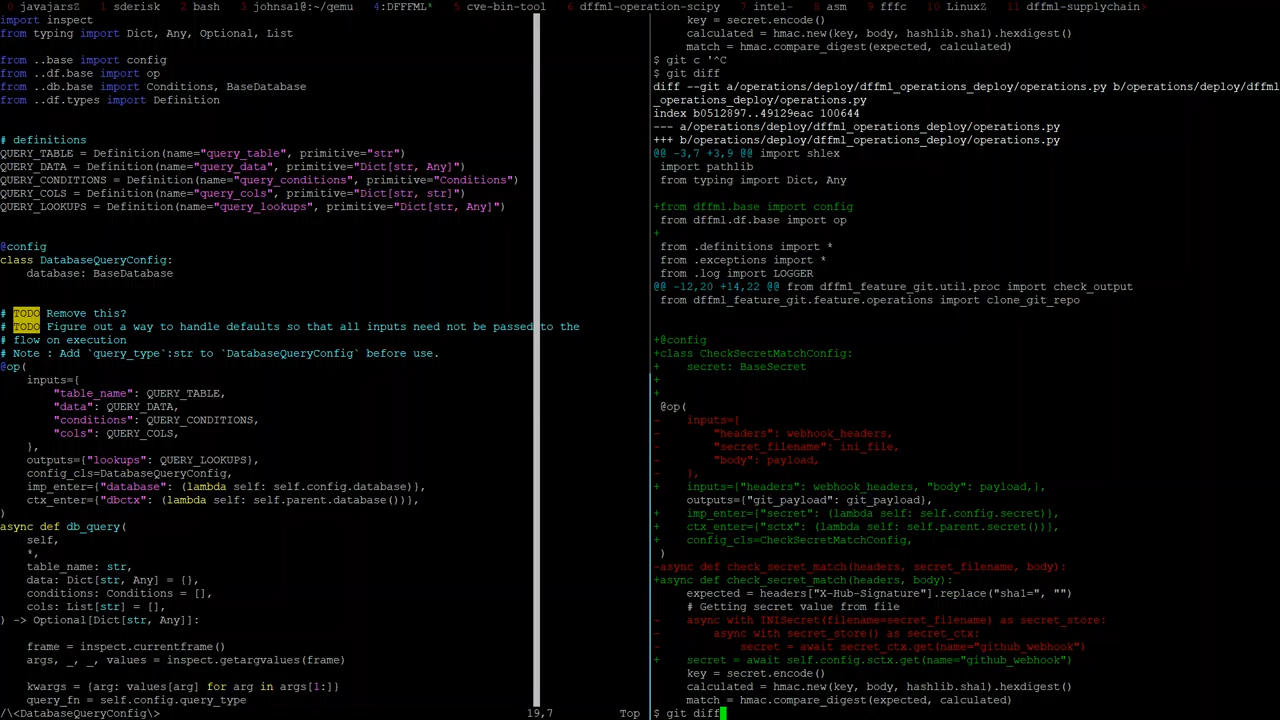 0 javajarsZ 1 sderisk 2 bash 3 johnsal@:~/qemu 4:DFFFML* 5 cve-bin-tool 6 dffml-operation-scipy 7 intel- 8 asm 9 fffc 10 LinuxZ 11 dffml-supplychain>
import inspect
from typing import Dict, Any, Optional, List
from ..base import config
from ..df.base import op
from ..db.base import Conditions, BaseDatabase
from ..df.types import Definition
# definitions
QUERY_TABLE = Definition(name="query_table", primitive="str")
QUERY_DATA = Definition(name="query_data", primitive="Dict[str, Any]")
QUERY_CONDITIONS = Definition(name="query_conditions", primitive="Conditions")
QUERY_COLS = Definition(name="query_cols", primitive="Dict[str, str]")
QUERY_LOOKUPS = Definition(name="query_lookups", primitive="Dict[str, Any]")
@config
class DatabaseQueryConfig:
    database: BaseDatabase
# TODO Remove this?
# TODO Figure out a way to handle defaults so that all inputs need not be passed to the
# flow on execution
# Note : Add `query_type`:str to `DatabaseQueryConfig` before use.
@op(
    inputs={
        "table_name": QUERY_TABLE,
        "data": QUERY_DATA,
        "conditions": QUERY_CONDITIONS,
        "cols": QUERY_COLS,
    },
    outputs={"lookups": QUERY_LOOKUPS},
    config_cls=DatabaseQueryConfig,
    imp_enter={"database": (lambda self: self.config.database)},
    ctx_enter={"dbctx": (lambda self: self.parent.database())},
)
async def db_query(
    self,
    *,
    table_name: str,
    data: Dict[str, Any] = {},
    conditions: Conditions = [],
    cols: List[str] = [],
) -> Optional[Dict[str, Any]]:
    frame = inspect.currentframe()
    args, _, _, values = inspect.getargvalues(frame)
    kwargs = {arg: values[arg] for arg in args[1:]}
    query_fn = self.config.query_type
/\<DatabaseQueryConfig\> 19,7 Top
     key = secret.encode()
     calculated = hmac.new(key, body, hashlib.sha1).hexdigest()
     match = hmac.compare_digest(expected, calculated)
$ git c '^C
$ git diff
diff --git a/operations/deploy/dffml_operations_deploy/operations.py b/operations/deploy/dffml
_operations_deploy/operations.py
index b0512897..49129eac 100644
--- a/operations/deploy/dffml_operations_deploy/operations.py
+++ b/operations/deploy/dffml_operations_deploy/operations.py
@@ -3,7 +3,9 @@ import shlex
 import pathlib
 from typing import Dict, Any
+from dffml.base import config
 from dffml.df.base import op
+
 from .definitions import *
 from .exceptions import *
 from .log import LOGGER
@@ -12,20 +14,22 @@ from dffml_feature_git.util.proc import check_output
 from dffml_feature_git.feature.operations import clone_git_repo
+@config
+class CheckSecretMatchConfig:
+    secret: BaseSecret
+
+
 @op(
-    inputs={
-        "headers": webhook_headers,
-        "secret_filename": ini_file,
-        "body": payload,
-    },
+    inputs={"headers": webhook_headers, "body": payload,},
     outputs={"git_payload": git_payload},
+    imp_enter={"secret": (lambda self: self.config.secret)},
+    ctx_enter={"sctx": (lambda self: self.parent.secret())},
+    config_cls=CheckSecretMatchConfig,
 )
-async def check_secret_match(headers, secret_filename, body):
+async def check_secret_match(headers, body):
     expected = headers["X-Hub-Signature"].replace("sha1=", "")
     # Getting secret value from file
-    async with INISecret(filename=secret_filename) as secret_store:
-        async with secret_store() as secret_ctx:
-            secret = await secret_ctx.get(name="github_webhook")
+    secret = await self.config.sctx.get(name="github_webhook")
     key = secret.encode()
     calculated = hmac.new(key, body, hashlib.sha1).hexdigest()
     match = hmac.compare_digest(expected, calculated)
$ git diff